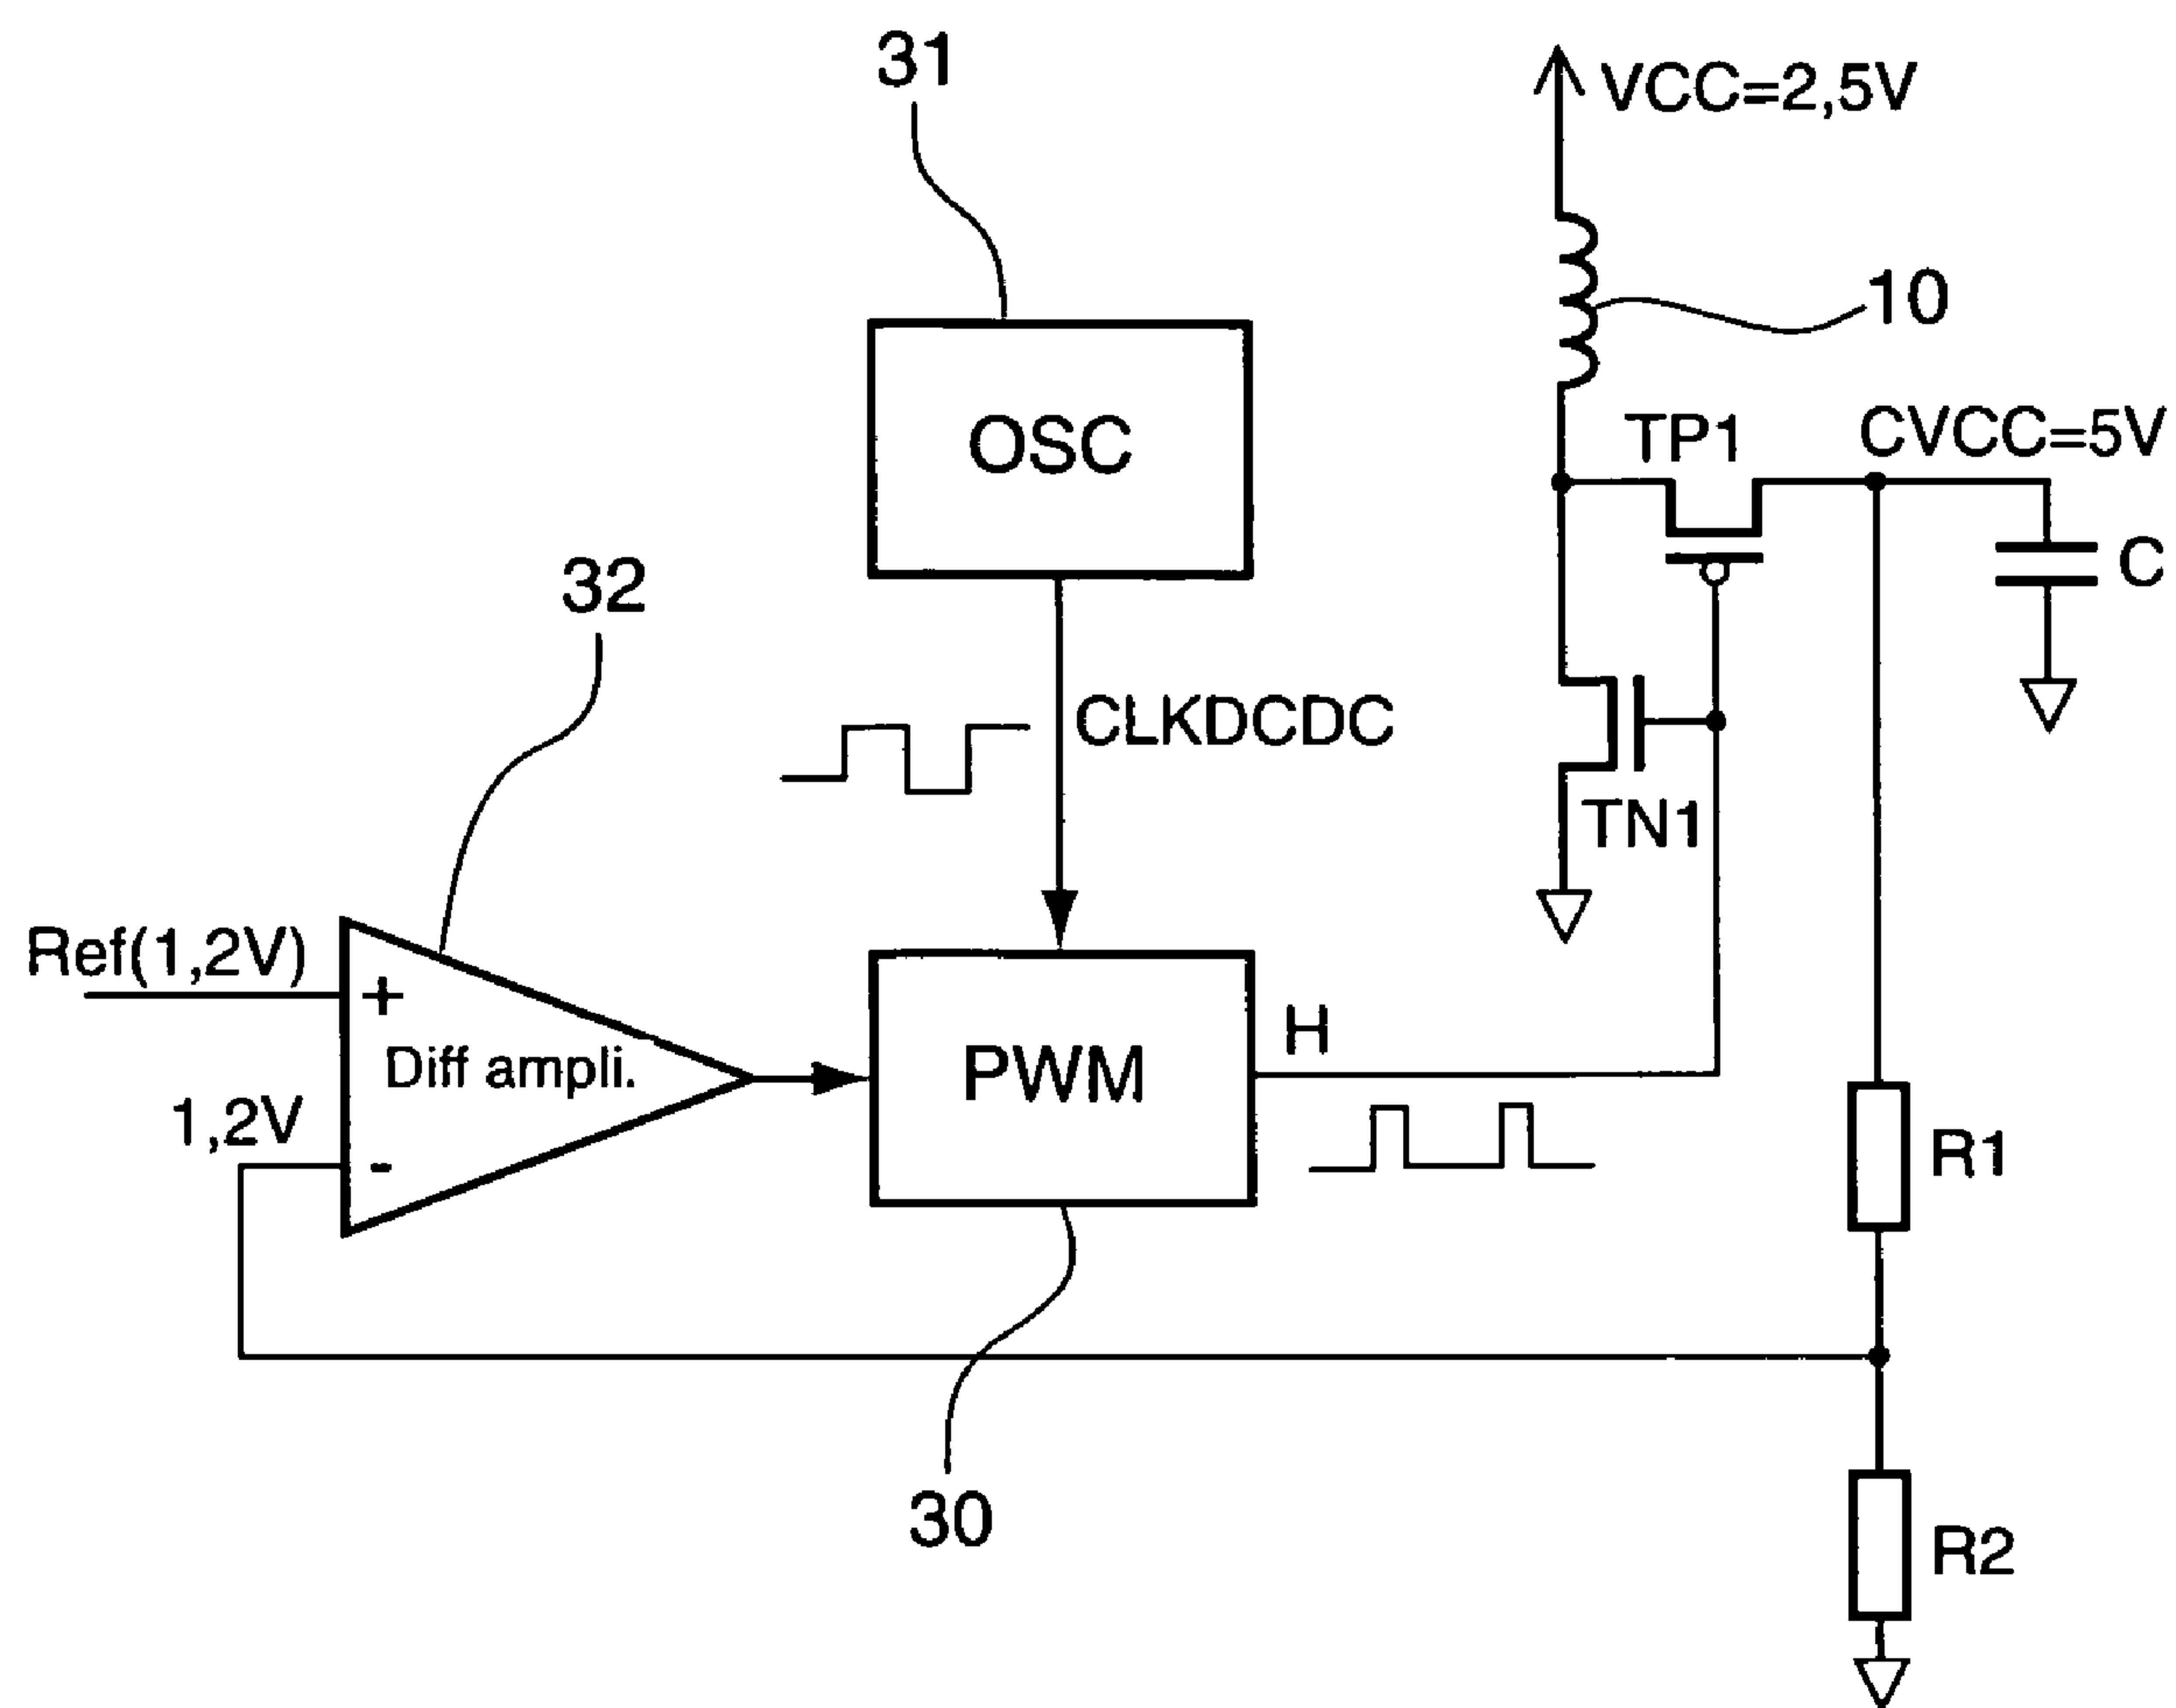 31
VCC=2,5V
10
OSC
TP1
CVCC=5V
C
32
CLKDCDC
TN1
Ref(1,2V)
+
Diff ampli.
PWM
H
1,2V
-
R1
30
R2